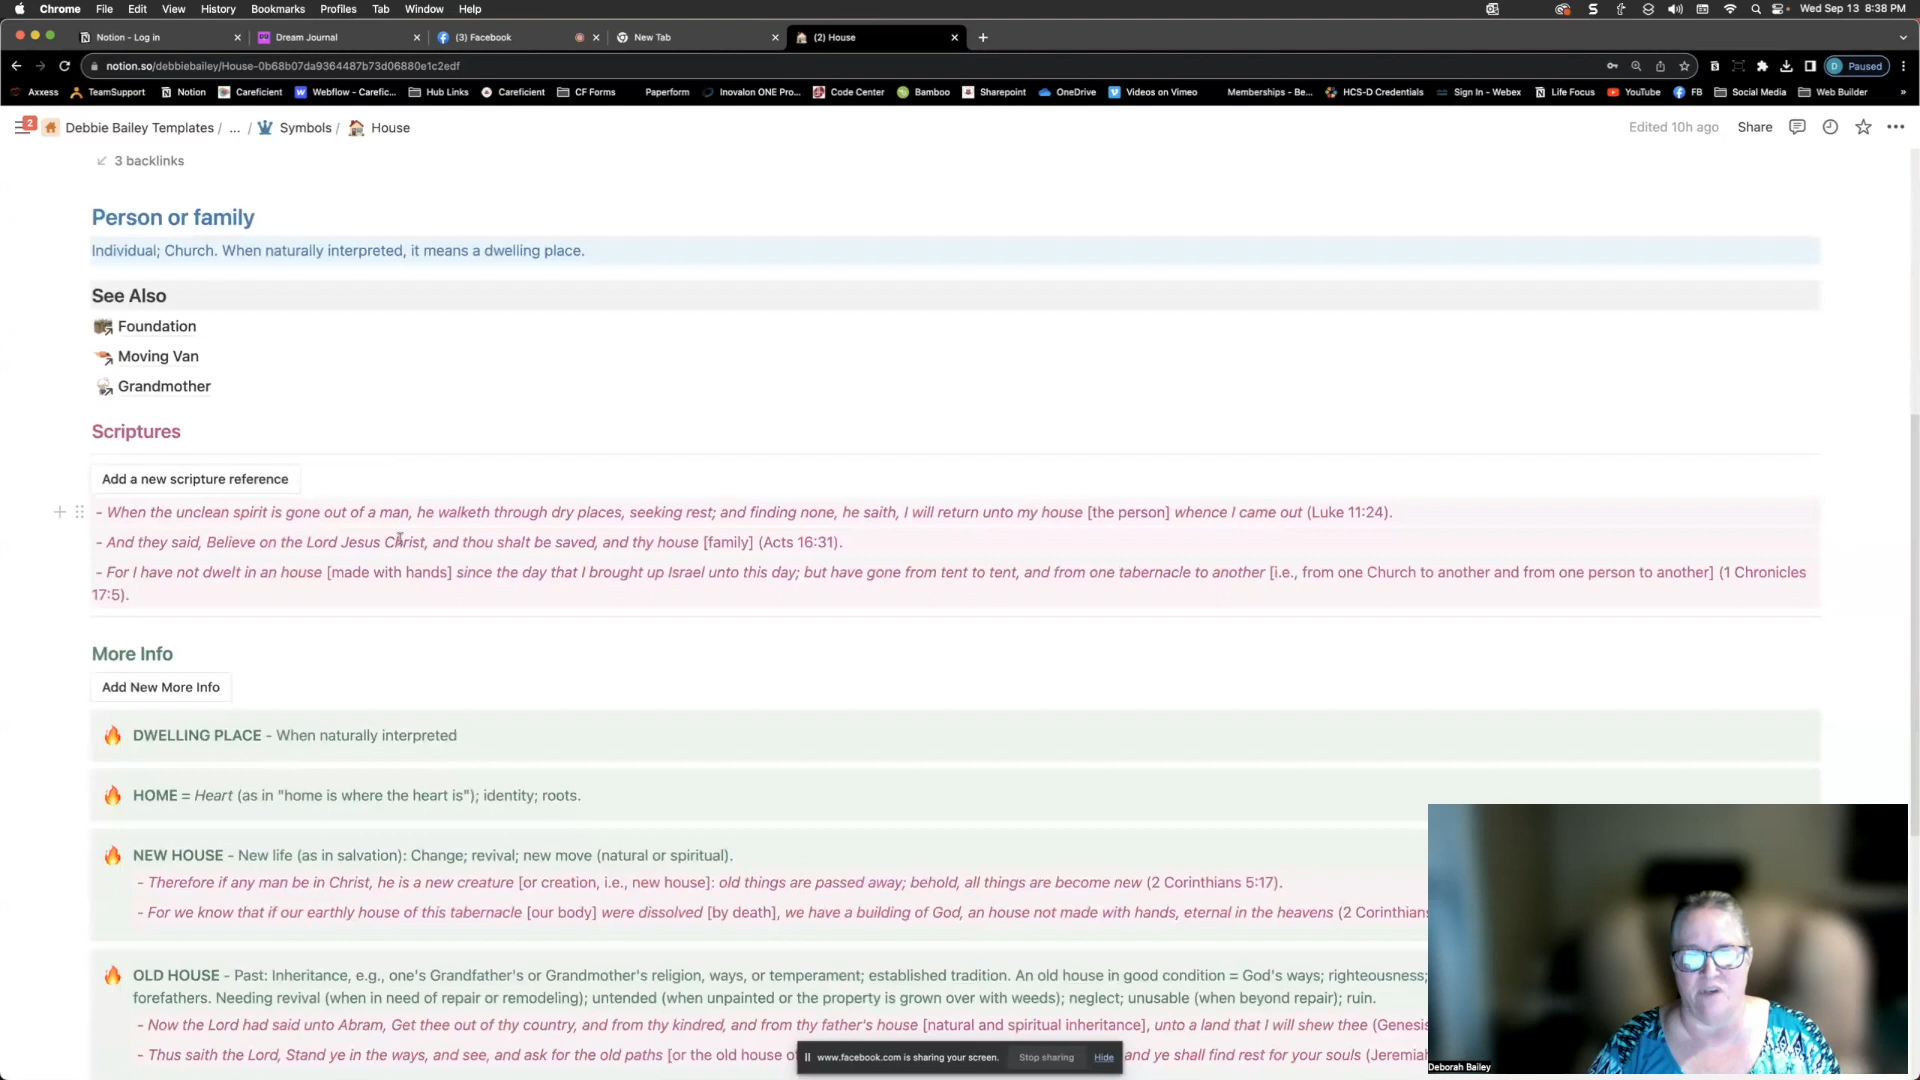 Chrome File Edit View History Bookmarks Profiles Tab Window Help Wed Sep 13 8:38 PM
Notion - Log in Dream Journal (3) Facebook New Tab (2) House
notion.so/debbiebailey/House-0b68b07da9364487b73d06880e1c2edf D Paused
Axxess TeamSupport Notion Careficient Webflow - Carefic... Hub Links Careficient CF Forms Paperform Inovalon ONE Pro... Code Center Bamboo Sharepoint OneDrive Videos on Vimeo Memberships - Be... HCS-D Credentials Sign In - Webex Life Focus YouTube FB Social Media Web Builder »
2 Debbie Bailey Templates / ... / Symbols / House Edited 10h ago Share
3 backlinks
Person or family
Individual; Church. When naturally interpreted, it means a dwelling place.
See Also
Foundation
Moving Van
Grandmother
Scriptures
Add a new scripture reference
- When the unclean spirit is gone out of a man, he walketh through dry places, seeking rest; and finding none, he saith, I will return unto my house [the person] whence I came out (Luke 11:24).
- And they said, Believe on the Lord Jesus Christ, and thou shalt be saved, and thy house [family] (Acts 16:31).
- For I have not dwelt in an house [made with hands] since the day that I brought up Israel unto this day; but have gone from tent to tent, and from one tabernacle to another [i.e., from one Church to another and from one person to another] (1 Chronicles
17:5).
More Info
Add New More Info
DWELLING PLACE - When naturally interpreted
HOME = Heart (as in "home is where the heart is"); identity; roots.
NEW HOUSE - New life (as in salvation): Change; revival; new move (natural or spiritual).
- Therefore if any man be in Christ, he is a new creature [or creation, i.e., new house]: old things are passed away; behold, all things are become new (2 Corinthians 5:17).
- For we know that if our earthly house of this tabernacle [our body] were dissolved [by death], we have a building of God, an house not made with hands, eternal in the heavens (2 Corinthians
OLD HOUSE - Past: Inheritance, e.g., one's Grandfather's or Grandmother's religion, ways, or temperament; established tradition. An old house in good condition = God's ways; righteousness;
forefathers. Needing revival (when in need of repair or remodeling); untended (when unpainted or the property is grown over with weeds); neglect; unusable (when beyond repair); ruin.
- Now the Lord had said unto Abram, Get thee out of thy country, and from thy kindred, and from thy father's house [natural and spiritual inheritance], unto a land that I will shew thee (Genesis
- Thus saith the Lord, Stand ye in the ways, and see, and ask for the old paths [or the old house o and ye shall find rest for your souls (Jeremiah
www.facebook.com is sharing your screen. Stop sharing Hide
Deborah Bailey